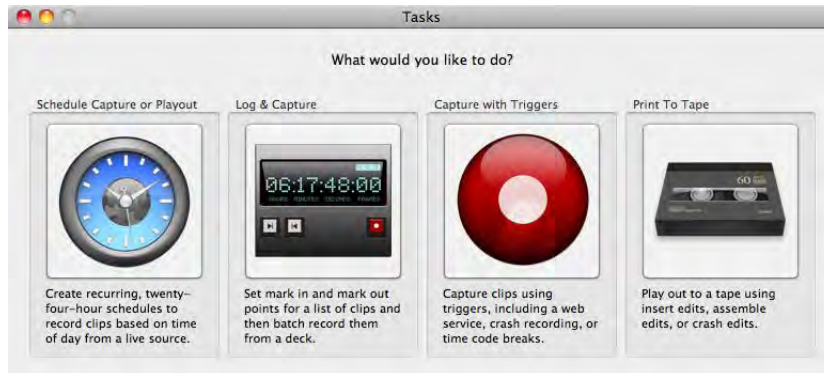 Tasks
What would you like to do?
Schedule Capture or Playout
Log & Capture
Capture with Triggers
Print To Tape
06:17:48:00
HOURS MINUTES SECONDS FRAMES
60
Create recurring, twenty-
four-hour schedules to
record clips based on time
of day from a live source.
Set mark in and mark out
points for a list of clips and
then batch record them
from a deck.
Capture clips using
triggers, including a web
service, crash recording, or
time code breaks.
Play out to a tape using
insert edits, assemble
edits, or crash edits.